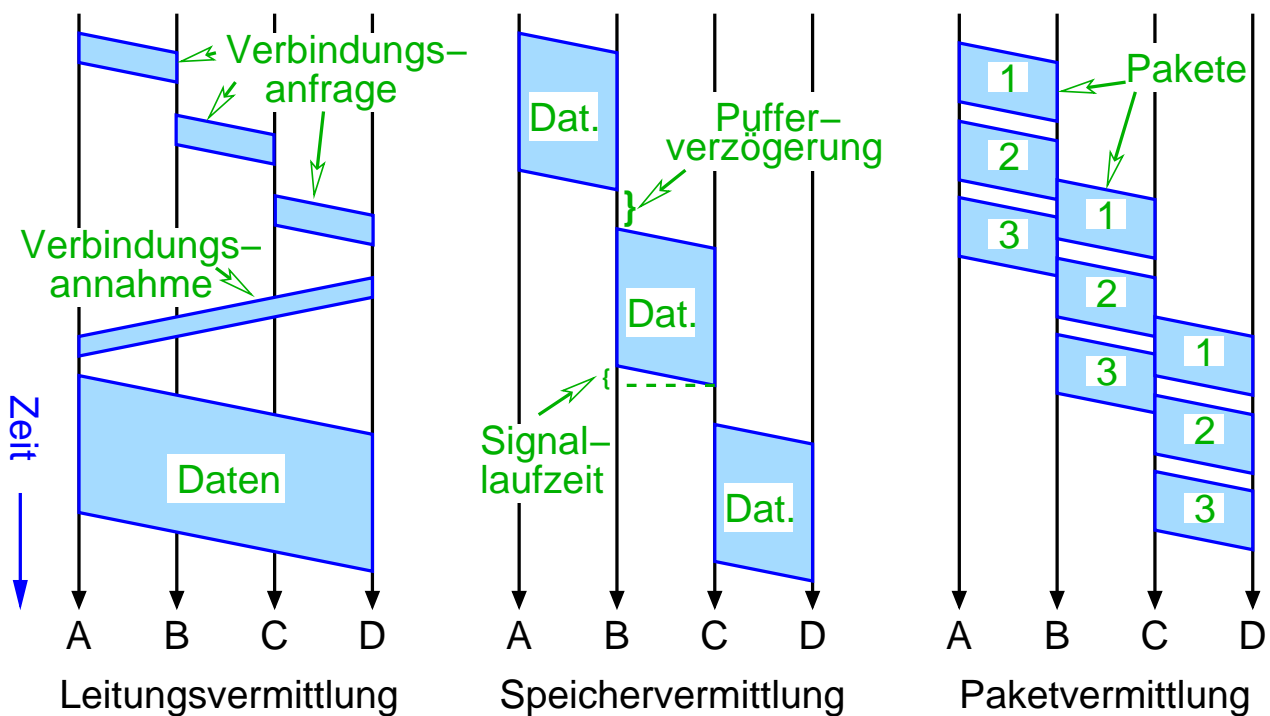 Verbindungs–
anfrage
Verbindungs–
annahme
Daten
Zeit
A B C D
Leitungsvermittlung
Dat.
Puffer–
verzögerung
Dat.
Signal–
laufzeit
Dat.
A B C D
Speichervermittlung
Pakete
1
2
3
1
2
3
1
2
3
A B C D
Paketvermittlung